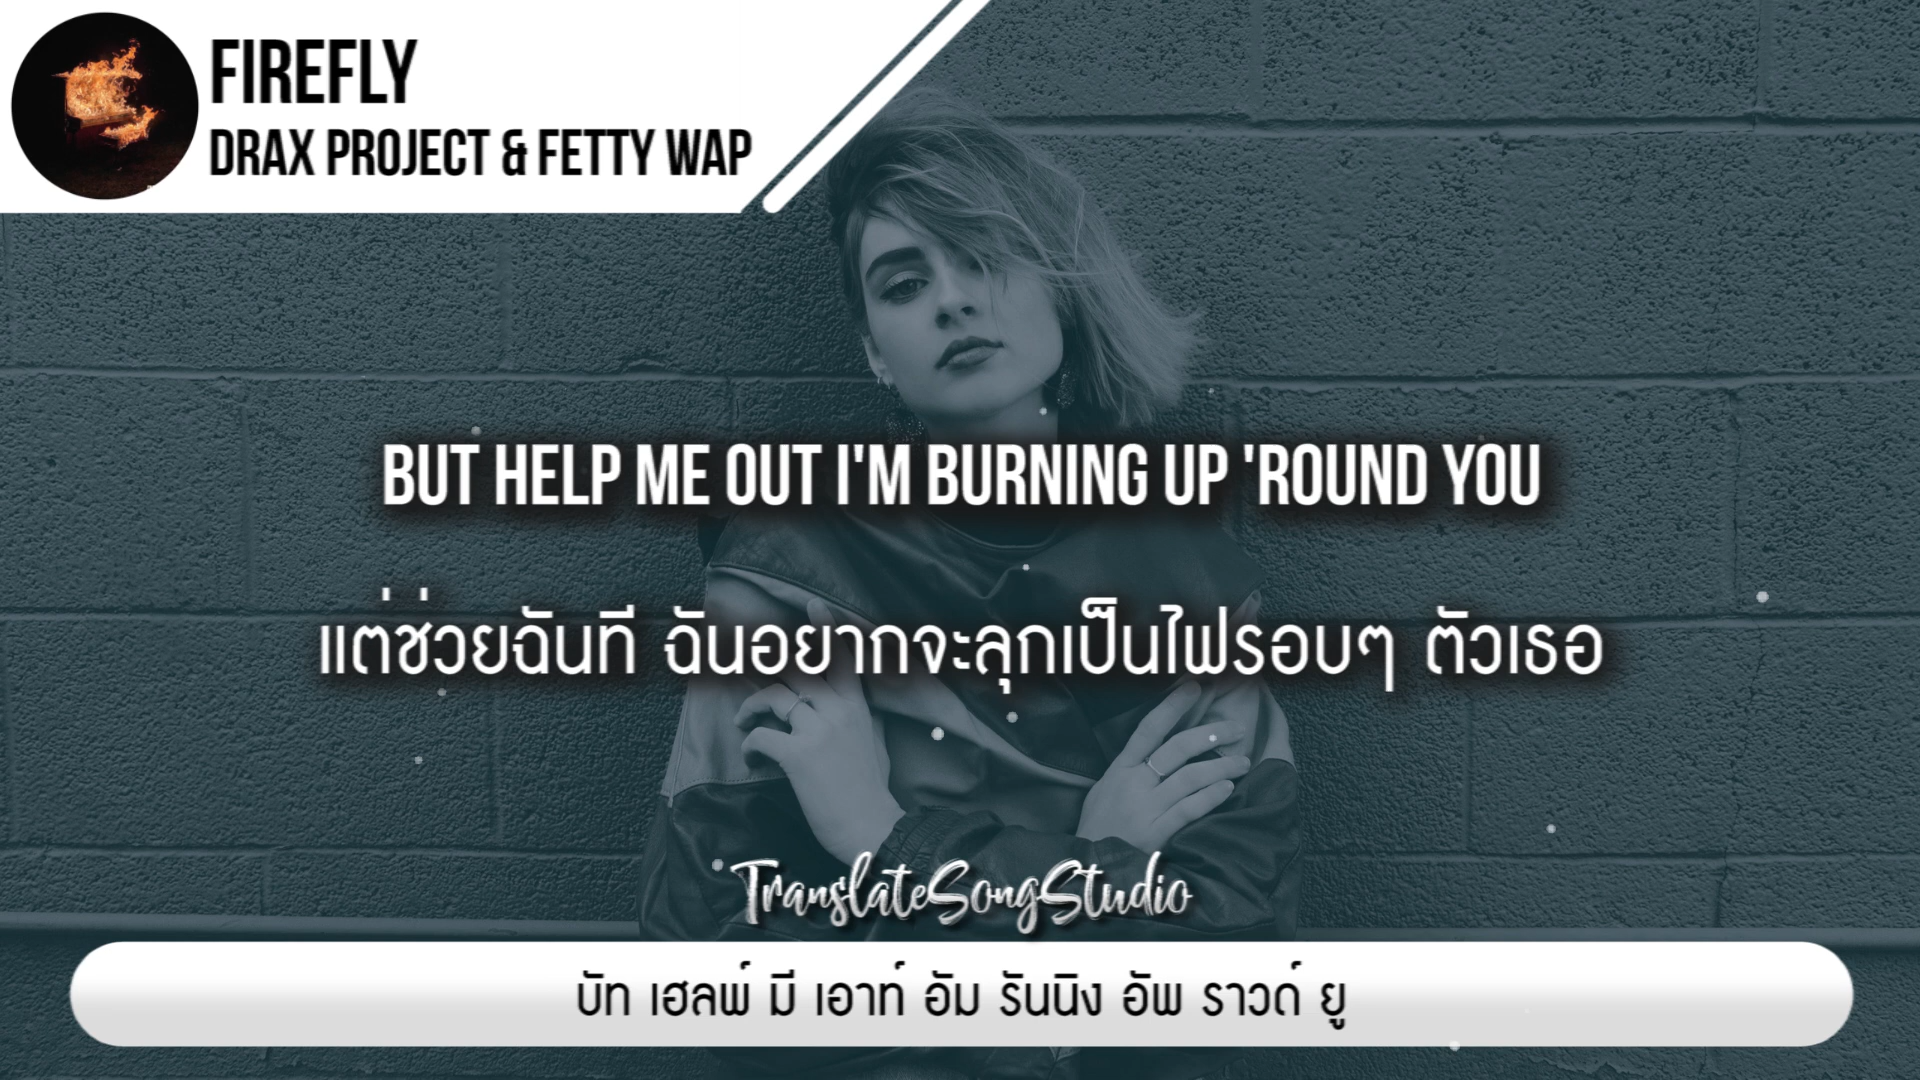 FIREFLY
DRAX PROJECT & FETTY WAP
BUT HELP ME OUT I'M BURNING UP 'ROUND YOU
แต่ช่วยฉันที ฉันอยากจะลุกเป็นไฟรอบๆ ตัวเธอ
TranslateSongStudio
บัท เฮลพ์ มี เอาท์ อัม รันนิง อัพ ราวด์ ยู